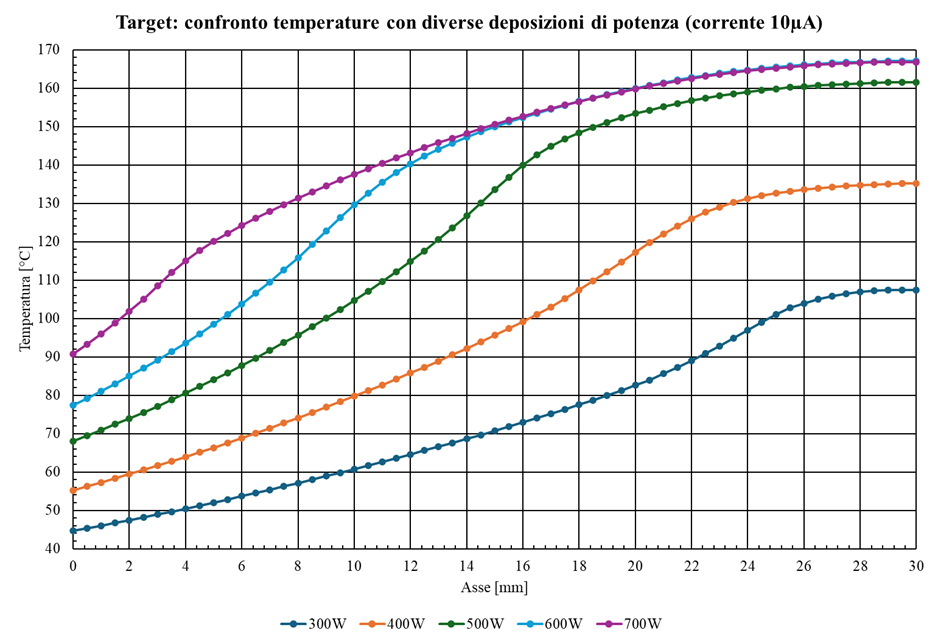 Target: confronto temperature con diverse deposizioni di potenza (corrente 10µA)
170
160
150
140
130
120
110
100
90
80
70
60
50
40
Temperatura [°C]
0 2 4 6 8 10 12 14 16 18 20 22 24 26 28 30
Asse [mm]
300W 400W 500W 600W 700W